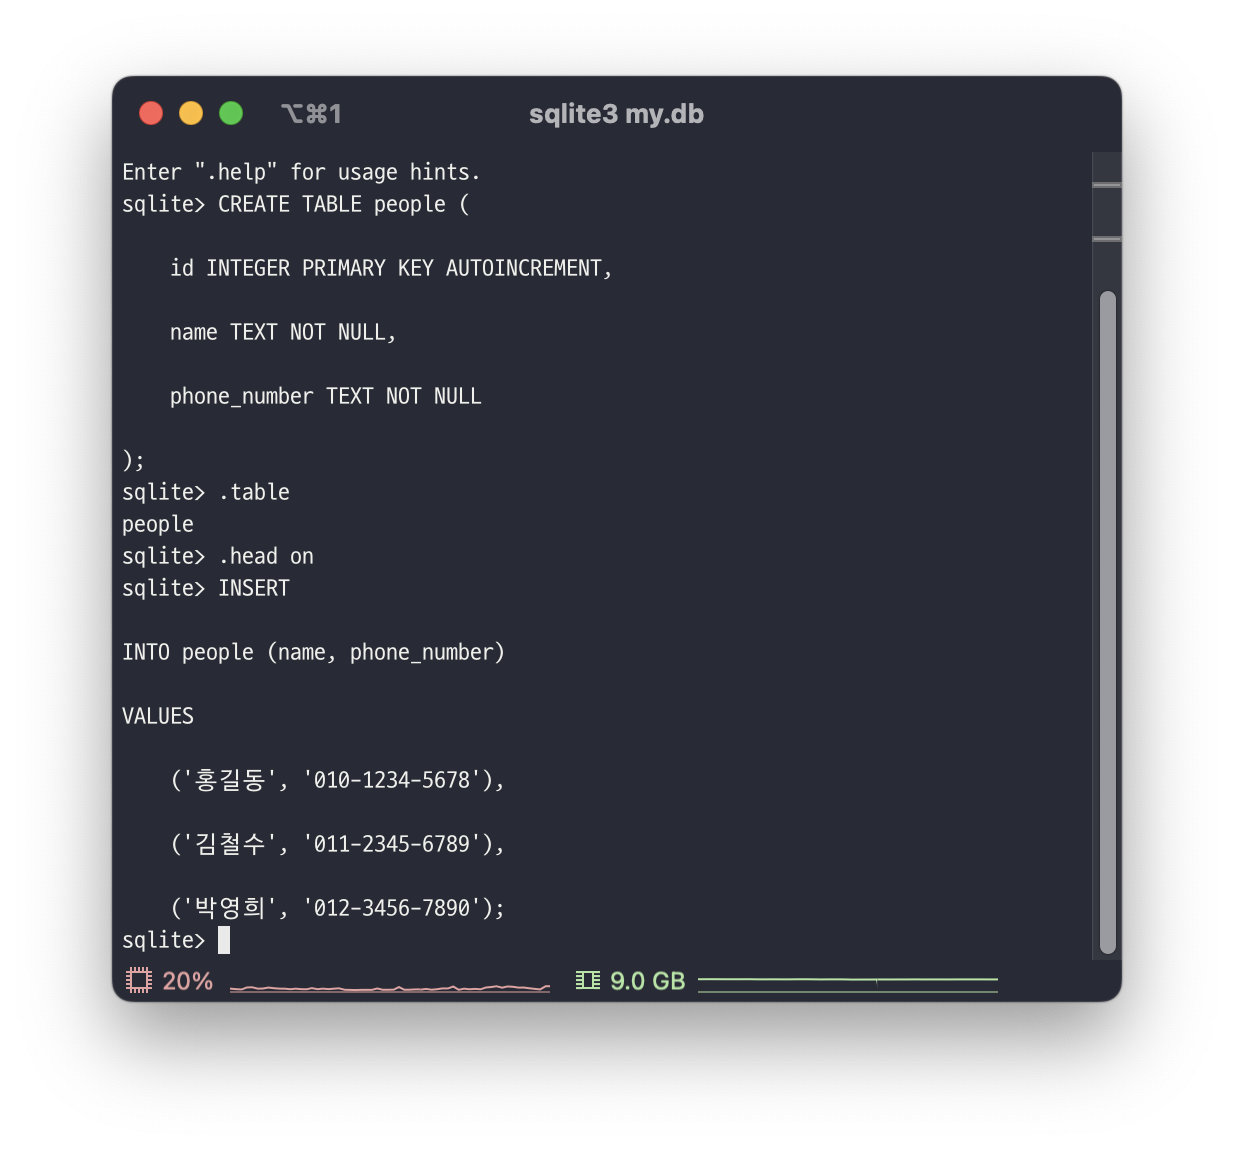 ⌥⌘1 sqlite3 my.db
Enter ".help" for usage hints.
sqlite> CREATE TABLE people (
    id INTEGER PRIMARY KEY AUTOINCREMENT,
    name TEXT NOT NULL,
    phone_number TEXT NOT NULL
);
sqlite> .table
people
sqlite> .head on
sqlite> INSERT
INTO people (name, phone_number)
VALUES
    ('홍길동', '010-1234-5678'),
    ('김철수', '011-2345-6789'),
    ('박영희', '012-3456-7890');
sqlite>
20% 9.0 GB